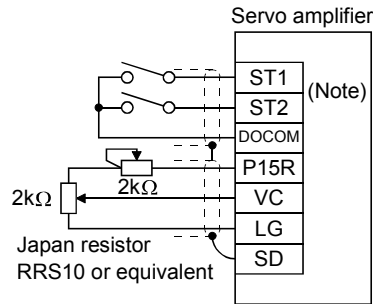 Servo amplifier
ST1
(Note)
ST2
DOCOM
P15R
2kΩ
2kΩ
VC
LG
Japan resistor
RRS10 or equivalent
SD